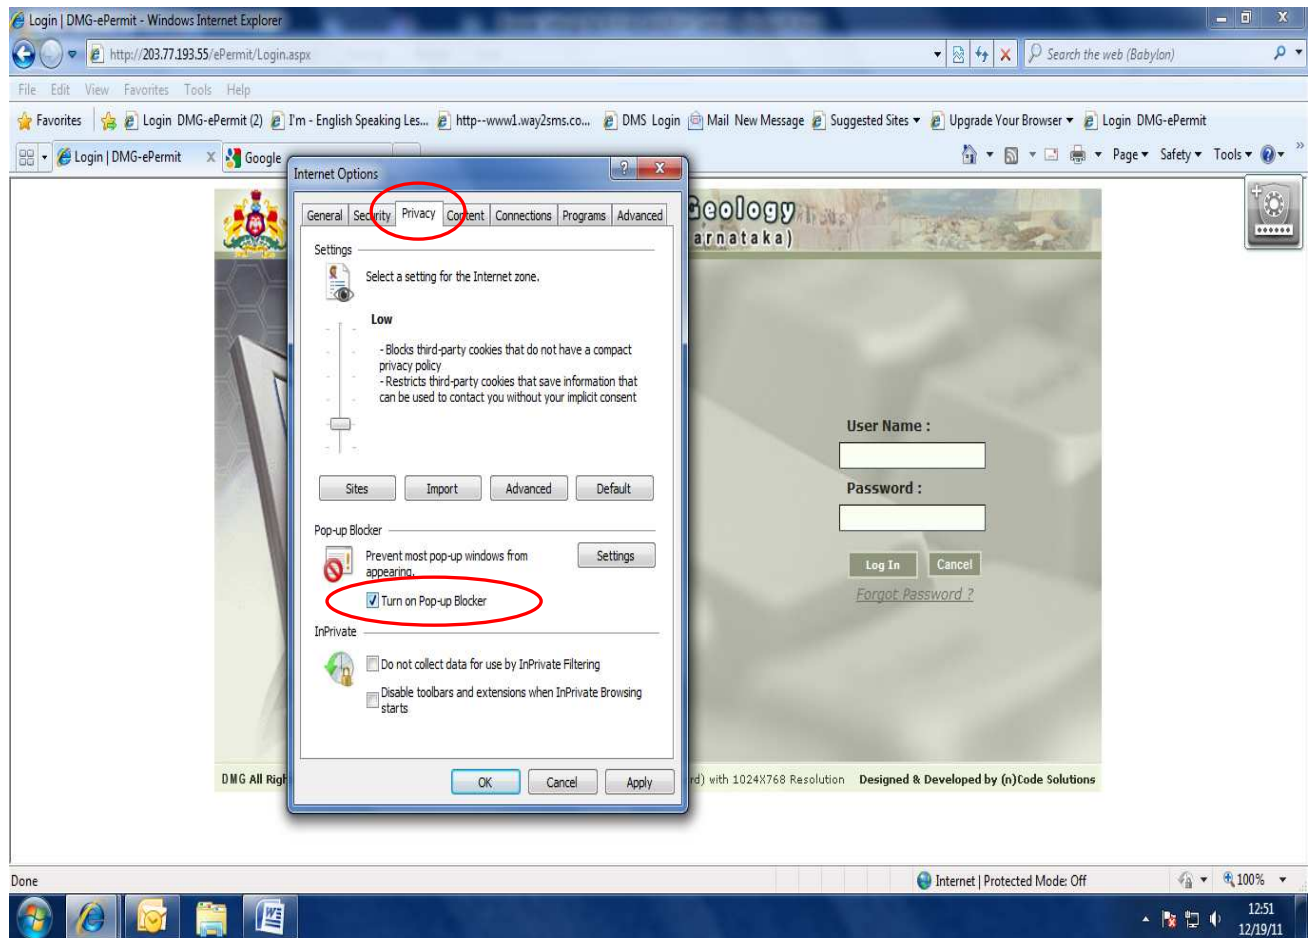 Login | DMG-ePermit - Windows Internet Explorer
http://203.77.193.55/ePermit/Login.aspx
Search the web (Babylon)
File Edit View Favorites Tools Help
Favorites Login DMG-ePermit (2) I'm - English Speaking Les... http--www1.way2sms.co... DMS Login Mail New Message Suggested Sites Upgrade Your Browser Login DMG-ePermit
Login | DMG-ePermit X Google
Page Safety Tools
Internet Options
General Security Privacy Content Connections Programs Advanced
Settings
Select a setting for the Internet zone.
Low
- Blocks third-party cookies that do not have a compact
privacy policy
- Restricts third-party cookies that save information that
can be used to contact you without your implicit consent
Sites Import Advanced Default
Pop-up Blocker
Prevent most pop-up windows from
appearing.
Settings
Turn on Pop-up Blocker
InPrivate
Do not collect data for use by InPrivate Filtering
Disable toolbars and extensions when InPrivate Browsing
starts
OK Cancel Apply
Geology
arnataka)
User Name :
Password :
Log In Cancel
Forgot Password ?
DMG All Righ
rd) with 1024X768 Resolution Designed & Developed by (n)Code Solutions
Done
Internet | Protected Mode: Off
100%
12:51
12/19/11